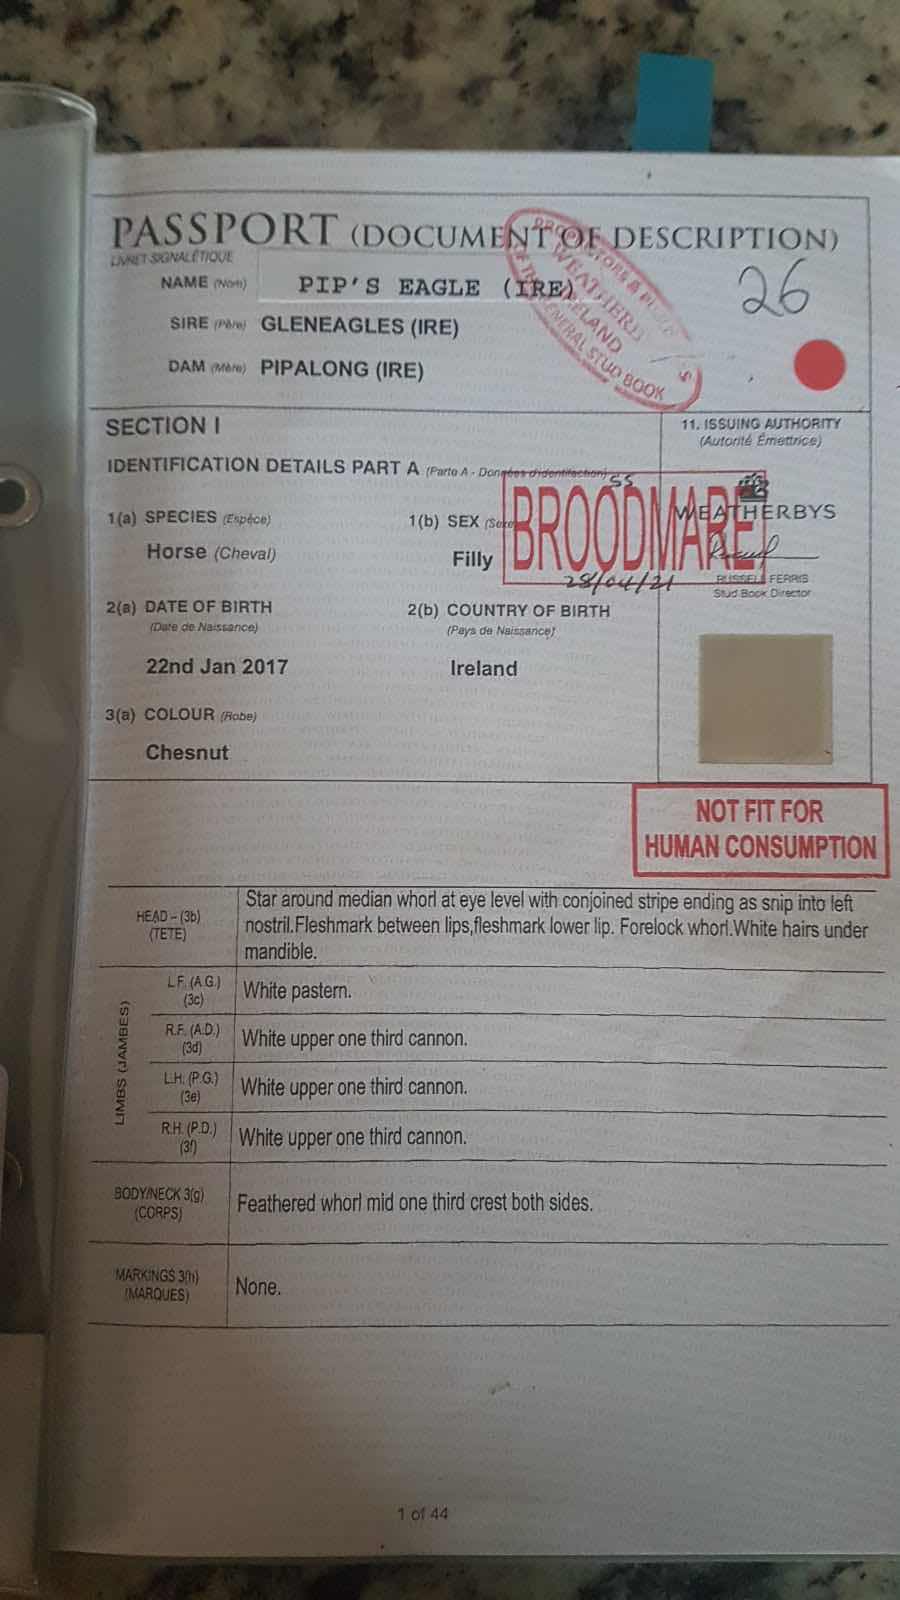 PASSPORT (DOCUMENT OF DESCRIPTION)
LIVRET SIGNALÉTIQUE
NAME (Nom) PIP'S EAGLE (IRE)
26
SIRE (Père) GLENEAGLES (IRE)
DAM (Mère) PIPALONG (IRE)
WEATHERBYS IRELAND
GENERAL STUD BOOK
SECTION I
11. ISSUING AUTHORITY
(Autorité Émettrice)
IDENTIFICATION DETAILS PART A (Parte A - Données d'identification)
SS
BROODMARE
28/04/21
WEATHERBYS
1(a) SPECIES (Espèce) 1(b) SEX
Horse (Cheval) Filly
RUSSELL FERRIS
Stud Book Director
2(a) DATE OF BIRTH 2(b) COUNTRY OF BIRTH
(Date de Naissance) (Pays de Naissance)
22nd Jan 2017 Ireland
3(a) COLOUR (Robe)
Chesnut
NOT FIT FOR
HUMAN CONSUMPTION
HEAD – (3b)
(TETE)
Star around median whorl at eye level with conjoined stripe ending as snip into left
nostril.Fleshmark between lips,fleshmark lower lip. Forelock whorl.White hairs under
mandible.
LIMBS (JAMBES)
L.F. (A.G.)
(3c)
White pastern.
R.F. (A.D.)
(3d)
White upper one third cannon.
L.H. (P.G.)
(3e)
White upper one third cannon.
R.H. (P.D.)
(3f)
White upper one third cannon.
BODY/NECK 3(g)
(CORPS)
Feathered whorl mid one third crest both sides.
MARKINGS 3(h)
(MARQUES)
None.
1 of 44